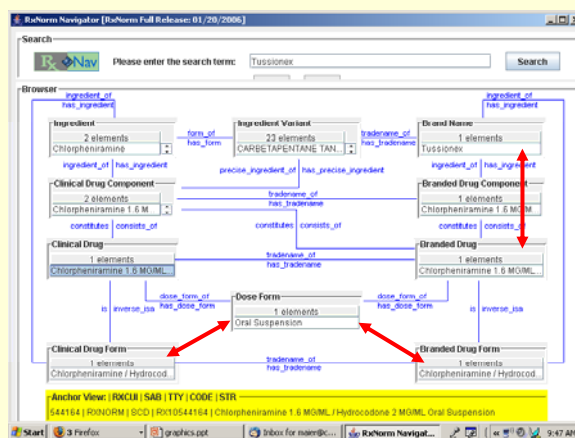 RxNorm Navigator [RxNorm Full Release: 01/20/2006]
Search
Rx Nav
Please enter the search term:
Tussionex
Search
Browser
ingredient_of
has_ingredient
ingredient_of
has_ingredient
Ingredient
2 elements
Chlorpheniramine
form_of
has_form
Ingredient Variant
23 elements
CARBETAPENTANE TAN...
tradename_of
has_tradename
Brand Name
1 elements
Tussionex
ingredient_of has_ingredient
precise_ingredient_of has_precise_ingredient
ingredient_of has_ingredient
Clinical Drug Component
2 elements
Chlorpheniramine 1.6 M
tradename_of
has_tradename
Branded Drug Component
1 elements
Chlorpheniramine 1.6 MG/M
constitutes consists_of
constitutes consists_of
constitutes consists_of
Clinical Drug
1 elements
Chlorpheniramine 1.6 MG/ML...
tradename_of
has_tradename
Branded Drug
1 elements
Chlorpheniramine 1.6 MG/ML...
dose_form_of
has_dose_form
Dose Form
1 elements
Oral Suspension
dose_form_of
has_dose_form
is inverse_isa
is inverse_isa
Clinical Drug Form
1 elements
Chlorpheniramine / Hydrocod...
tradename_of
has_tradename
Branded Drug Form
1 elements
Chlorpheniramine / Hydrocod...
Anchor View: | RXCUI | SAB | TTY | CODE | STR
544164 | RXNORM | SCD | RX10544164 | Chlorpheniramine 1.6 MG/ML / Hydrocodone 2 MG/ML Oral Suspension
Start
3 Firefox
graphics.ppt
Inbox for maier@c...
RxNorm Navigat...
9:47 AM